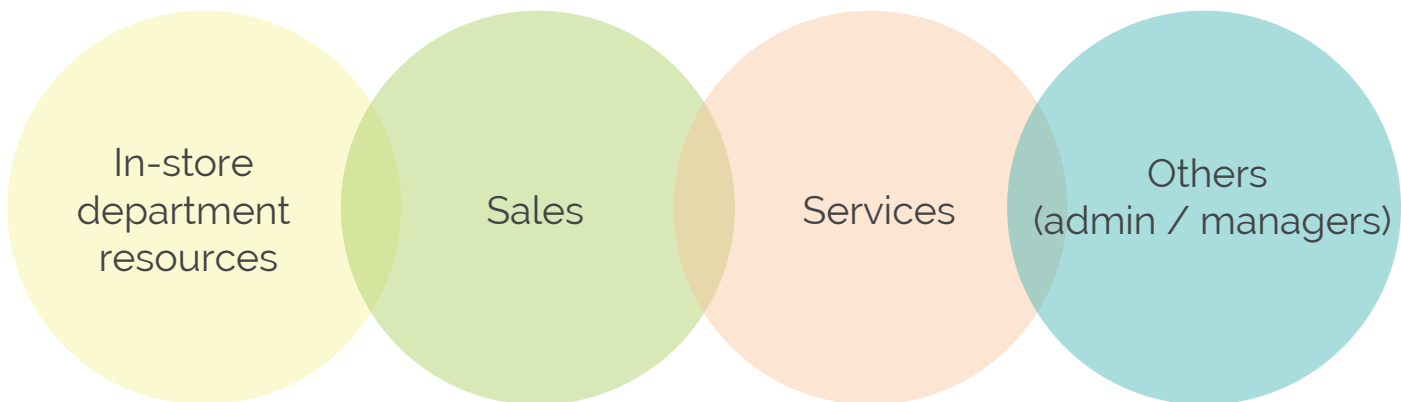 In-store
department
resources
Sales
Services
Others
(admin / managers)